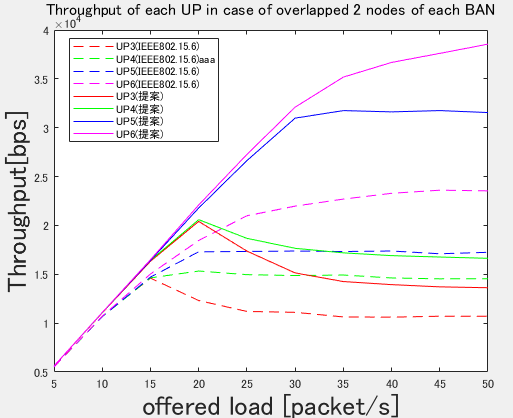 Throughput of each UP in case of overlapped 2 nodes of each BAN
×10⁴
4
3.5
3
2.5
2
1.5
1
0.5
Throughput[bps]
UP3(IEEE802.15.6)
UP4(IEEE802.15.6)aaa
UP5(IEEE802.15.6)
UP6(IEEE802.15.6)
UP3(提案)
UP4(提案)
UP5(提案)
UP6(提案)
5 10 15 20 25 30 35 40 45 50
offered load [packet/s]